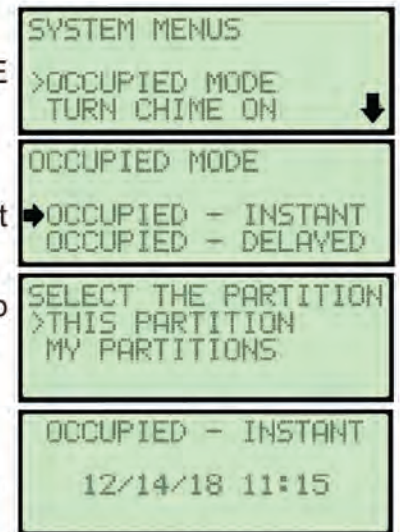 SYSTEM MENUS
>OCCUPIED MODE
TURN CHIME ON
OCCUPIED MODE
OCCUPIED - INSTANT
OCCUPIED - DELAYED
SELECT THE PARTITION
>THIS PARTITION
MY PARTITIONS
OCCUPIED - INSTANT
12/14/18 11:15